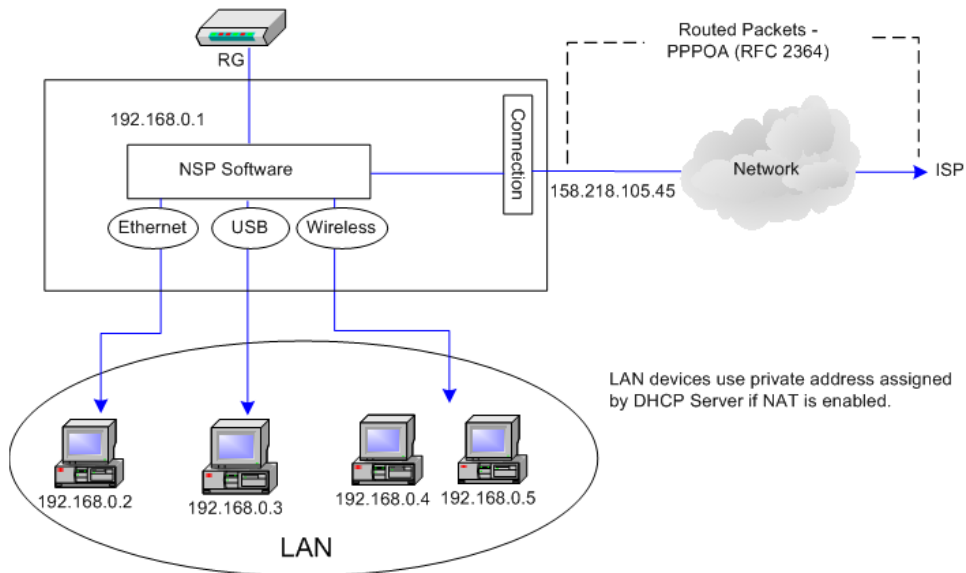 Routed Packets -
PPPOA (RFC 2364)
RG
192.168.0.1
Connection
NSP Software
Network
ISP
158.218.105.45
Ethernet
USB
Wireless
LAN devices use private address assigned
by DHCP Server if NAT is enabled.
192.168.0.2
192.168.0.3
192.168.0.4
192.168.0.5
LAN